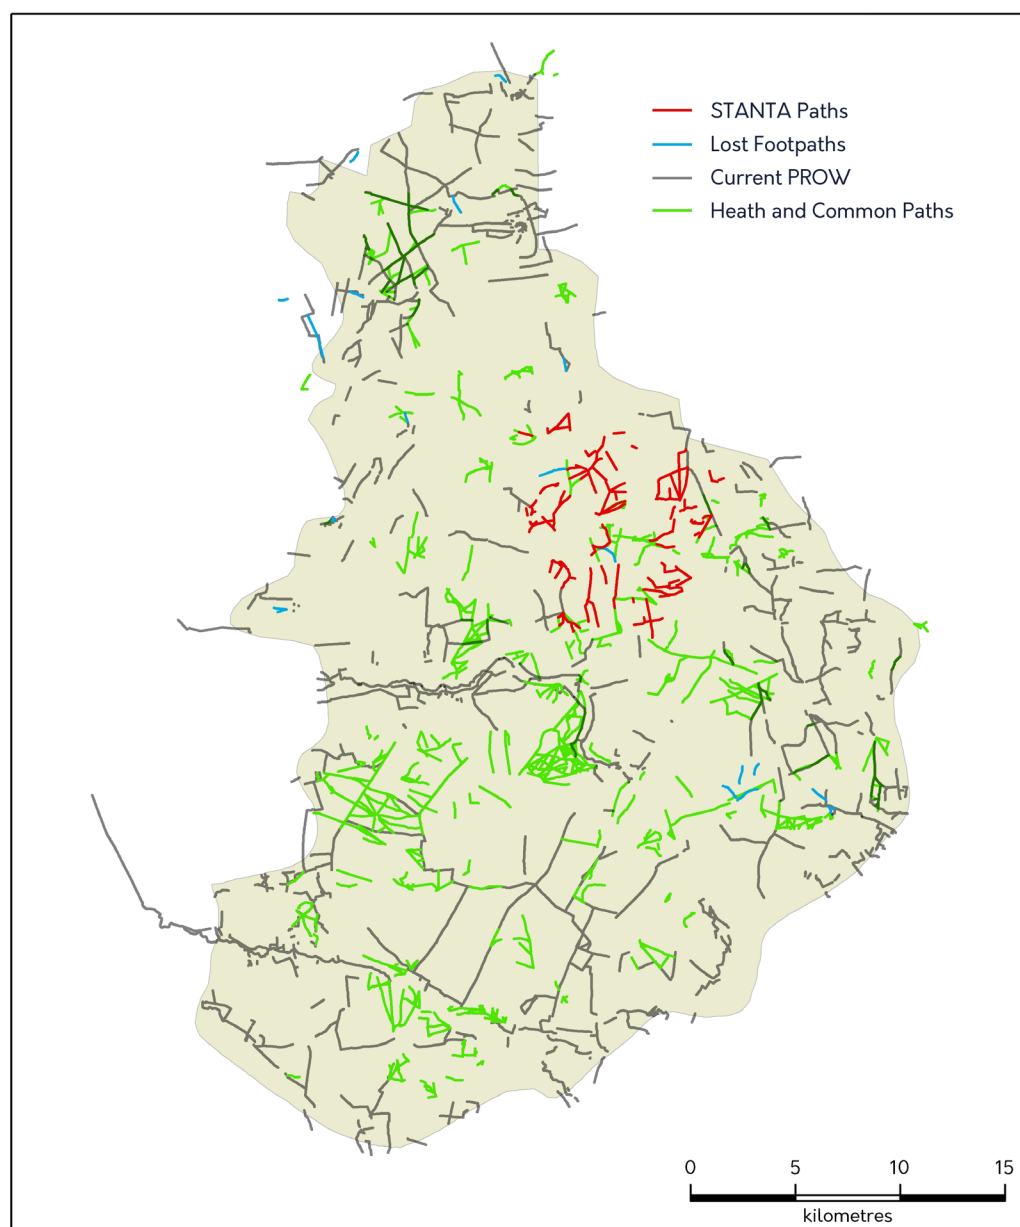 STANTA Paths
Lost Footpaths
Current PROW
Heath and Common Paths
0 5 10 15
kilometres